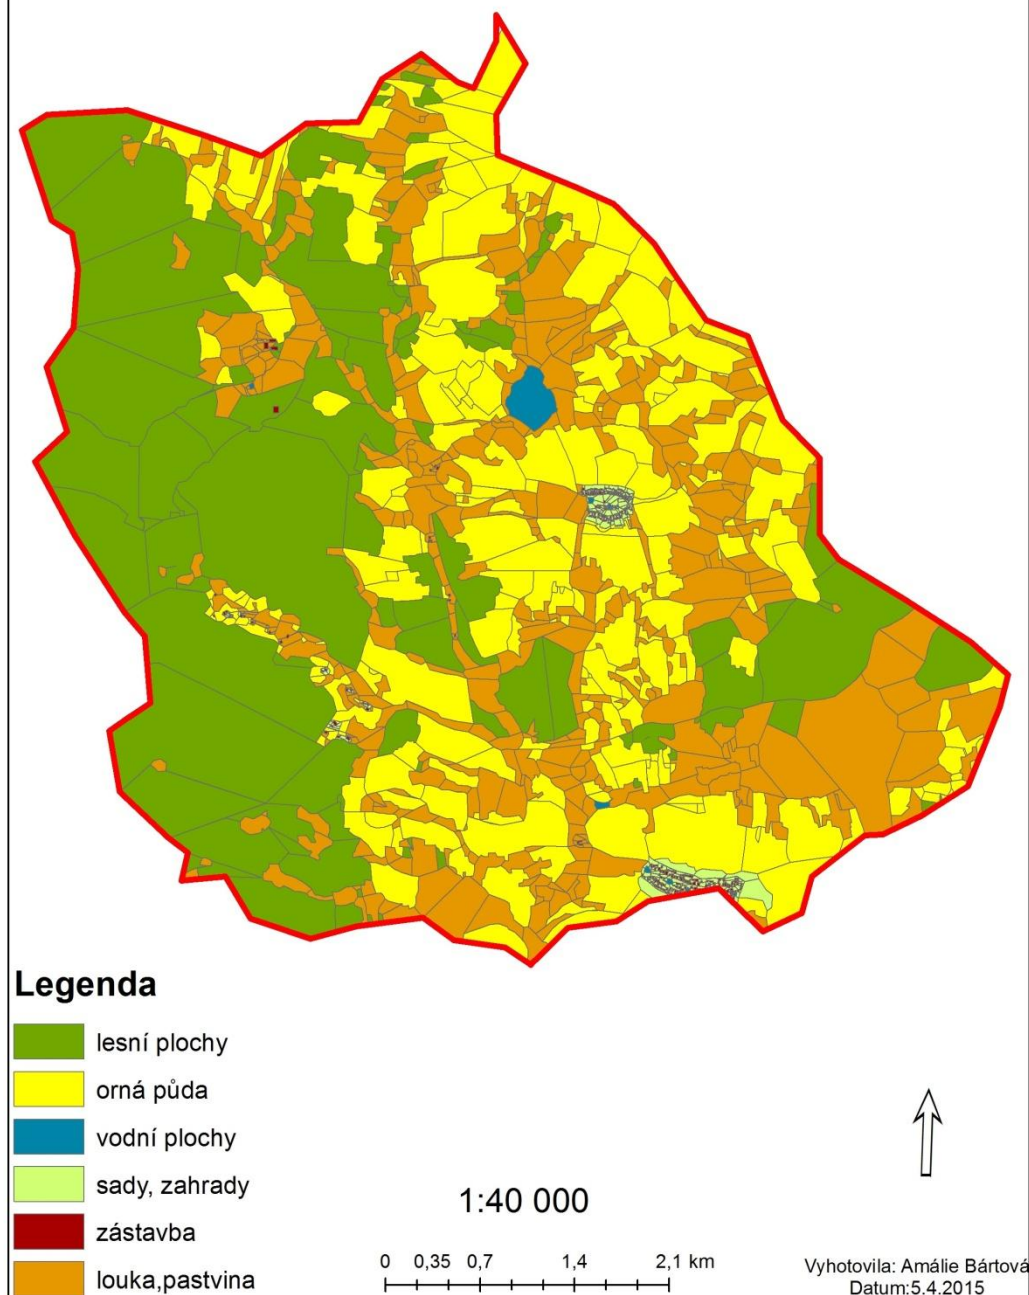 Legenda
lesní plochy
orná půda
vodní plochy
sady, zahrady
zástavba
louka,pastvina
1:40 000
0 0,35 0,7 1,4 2,1 km
Vyhotovila: Amálie Bártová
Datum:5.4.2015